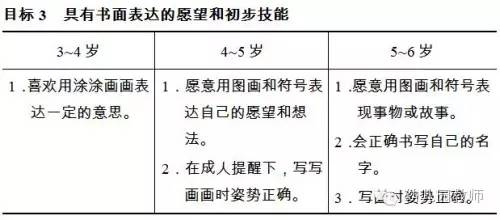 目标 3 具有书面表达的愿望和初步技能
3~4 岁
4~5 岁
5~6 岁
1．喜欢用涂涂画画表
达一定的意思。
1．愿意用图画和符号表
达自己的愿望和想
法。
2．在成人提醒下，写写
画画时姿势正确。
1．愿意用图画和符号表
现事物或故事。
2．会正确书写自己的名
字。
3．写画时姿势正确。